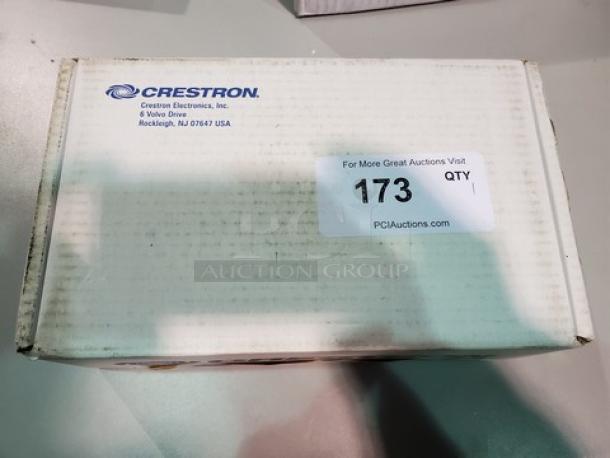 CRESTRON
Crestron Electronics, Inc.
6 Volvo Drive
Rockleigh, NJ 07647 USA
For More Great Auctions Visit
173 QTY
PCIAuctions.com
PCI
AUCTION GROUP